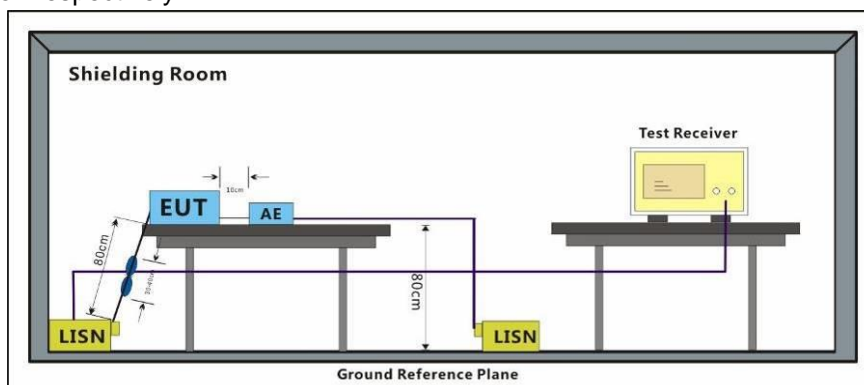 Shielding Room
Test Receiver
10cm
EUT
AE
80cm
80cm
LISN
LISN
Ground Reference Plane